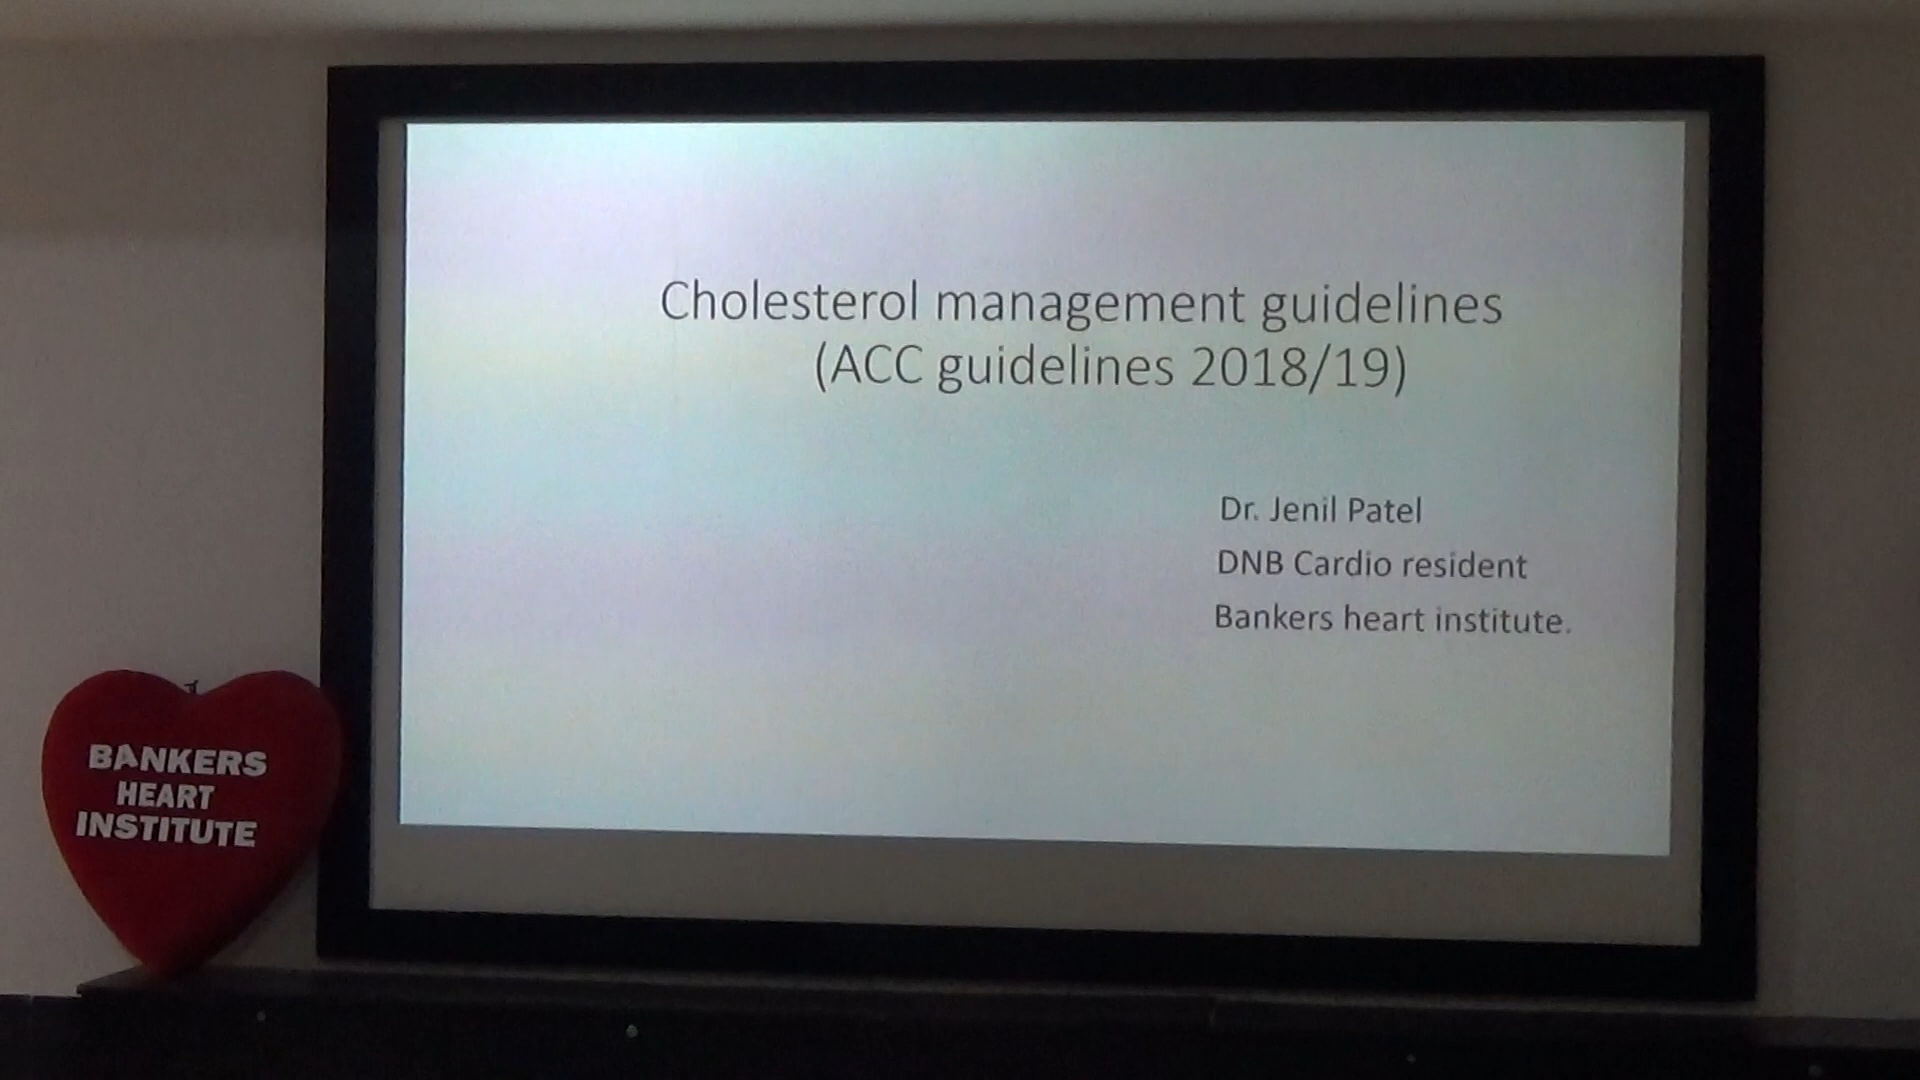 Cholesterol management guidelines
(ACC guidelines 2018/19)
Dr. Jenil Patel
DNB Cardio resident
Bankers heart institute.
BANKERS
HEART
INSTITUTE